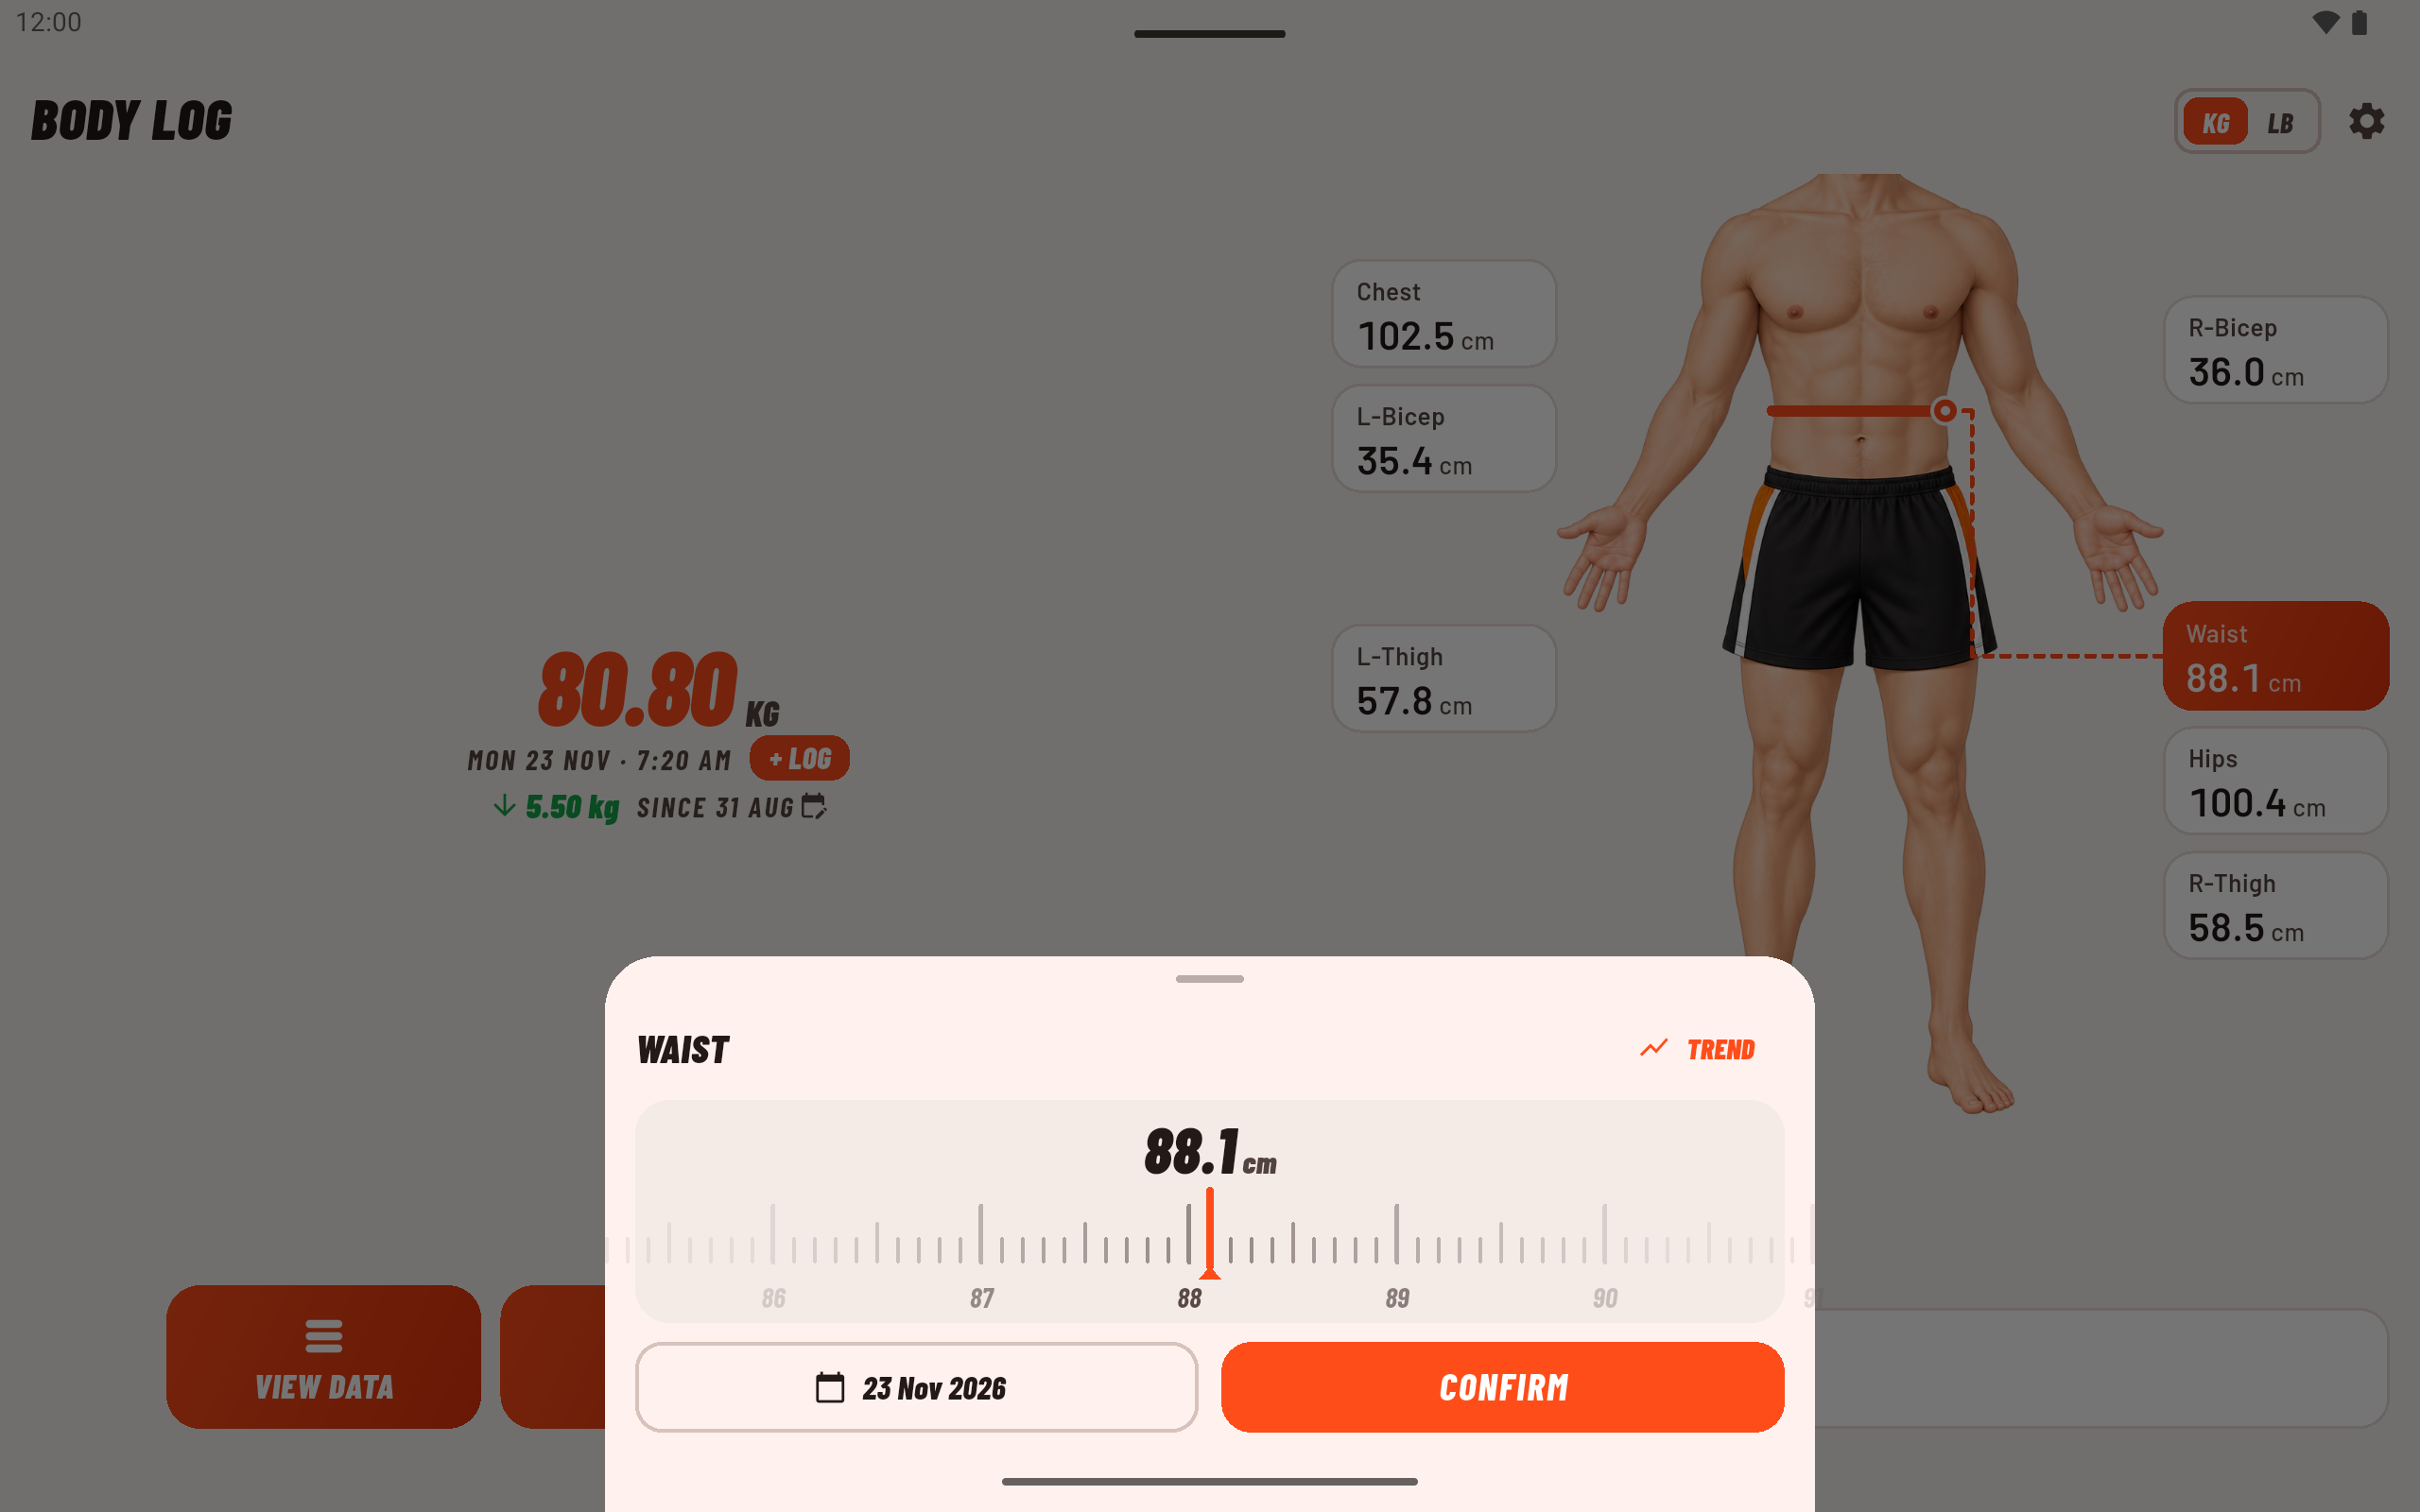 12:00
BODY LOG
KG LB
Chest
102.5 cm
L-Bicep
35.4 cm
L-Thigh
57.8 cm
R-Bicep
36.0 cm
Waist
88.1 cm
Hips
100.4 cm
R-Thigh
58.5 cm
80.80 KG
MON 23 NOV · 7:20 AM + LOG
5.50 kg SINCE 31 AUG
VIEW DATA
WAIST
TREND
88.1 cm
86 87 88 89 90
23 Nov 2026
CONFIRM